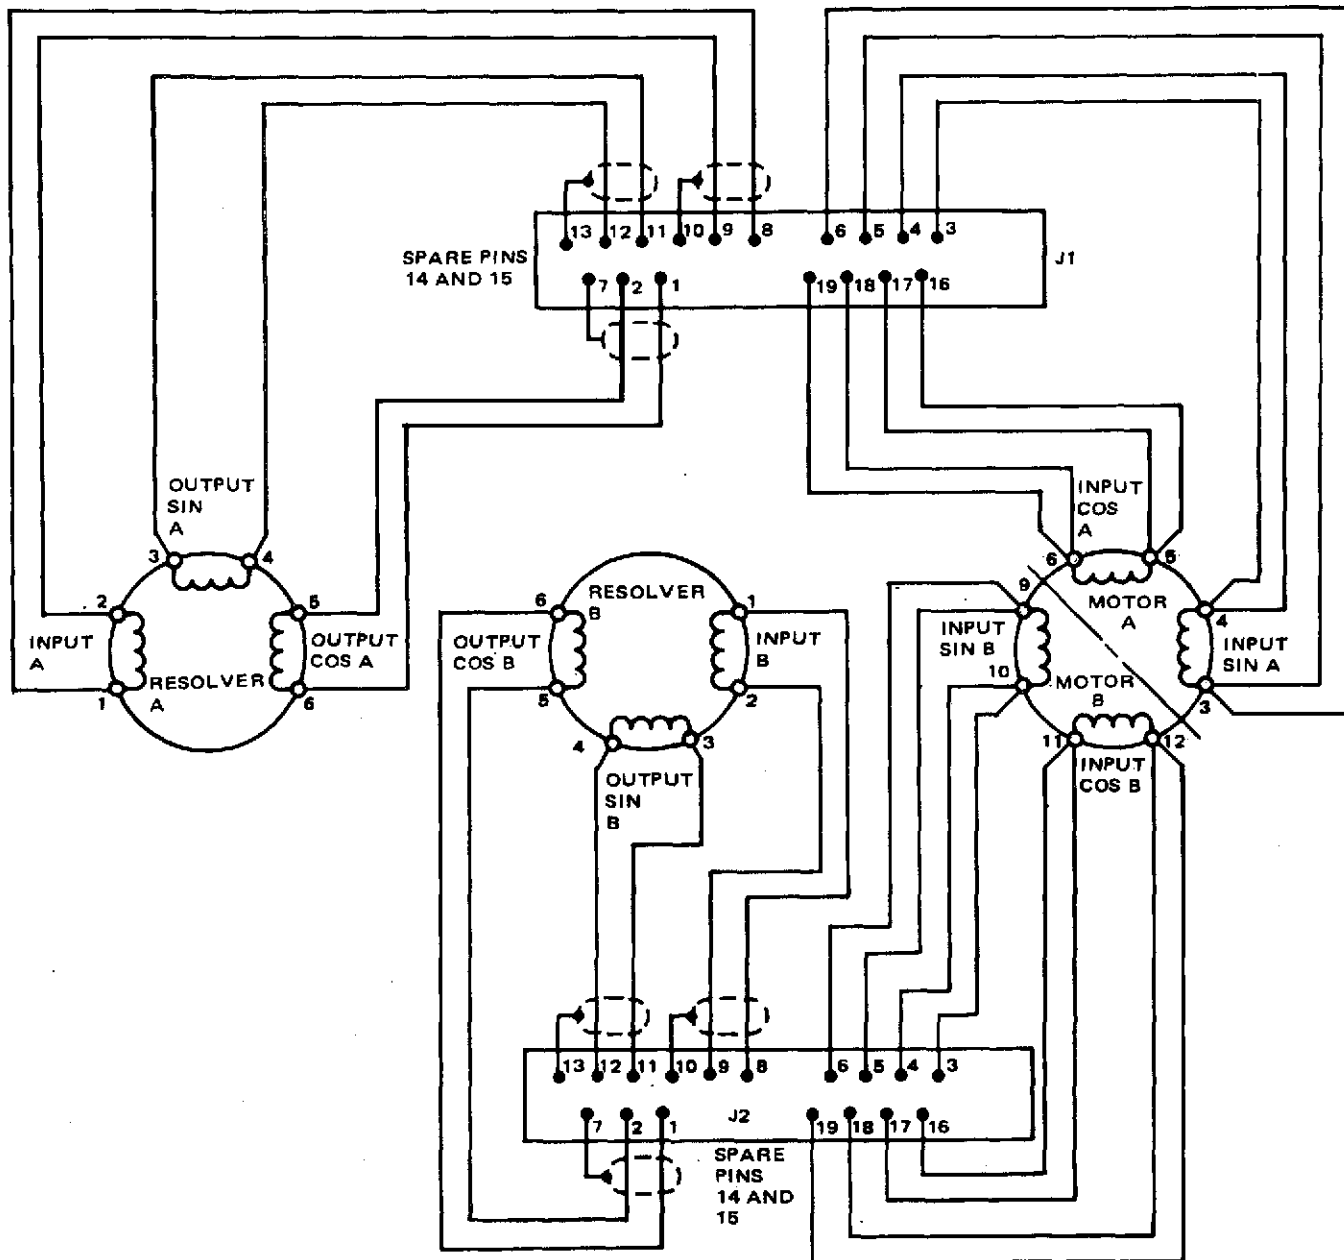 13 12 11 10 9 8 6 5 4 3
SPARE PINS
14 AND 15
J1
7 2 1 19 18 17 16
OUTPUT
SIN
A
3 4
2 5
INPUT
A
OUTPUT
COS A
RESOLVER
A
1 6
RESOLVER
B
6 1
OUTPUT
COS B
INPUT
B
5 2
4 3
OUTPUT
SIN
B
INPUT
COS
A
6 5
9
MOTOR
A
4
INPUT
SIN B
INPUT
SIN A
10
MOTOR
B
3
11 12
INPUT
COS B
13 12 11 10 9 8 6 5 4 3
J2
7 2 1 19 18 17 16
SPARE
PINS
14 AND
15